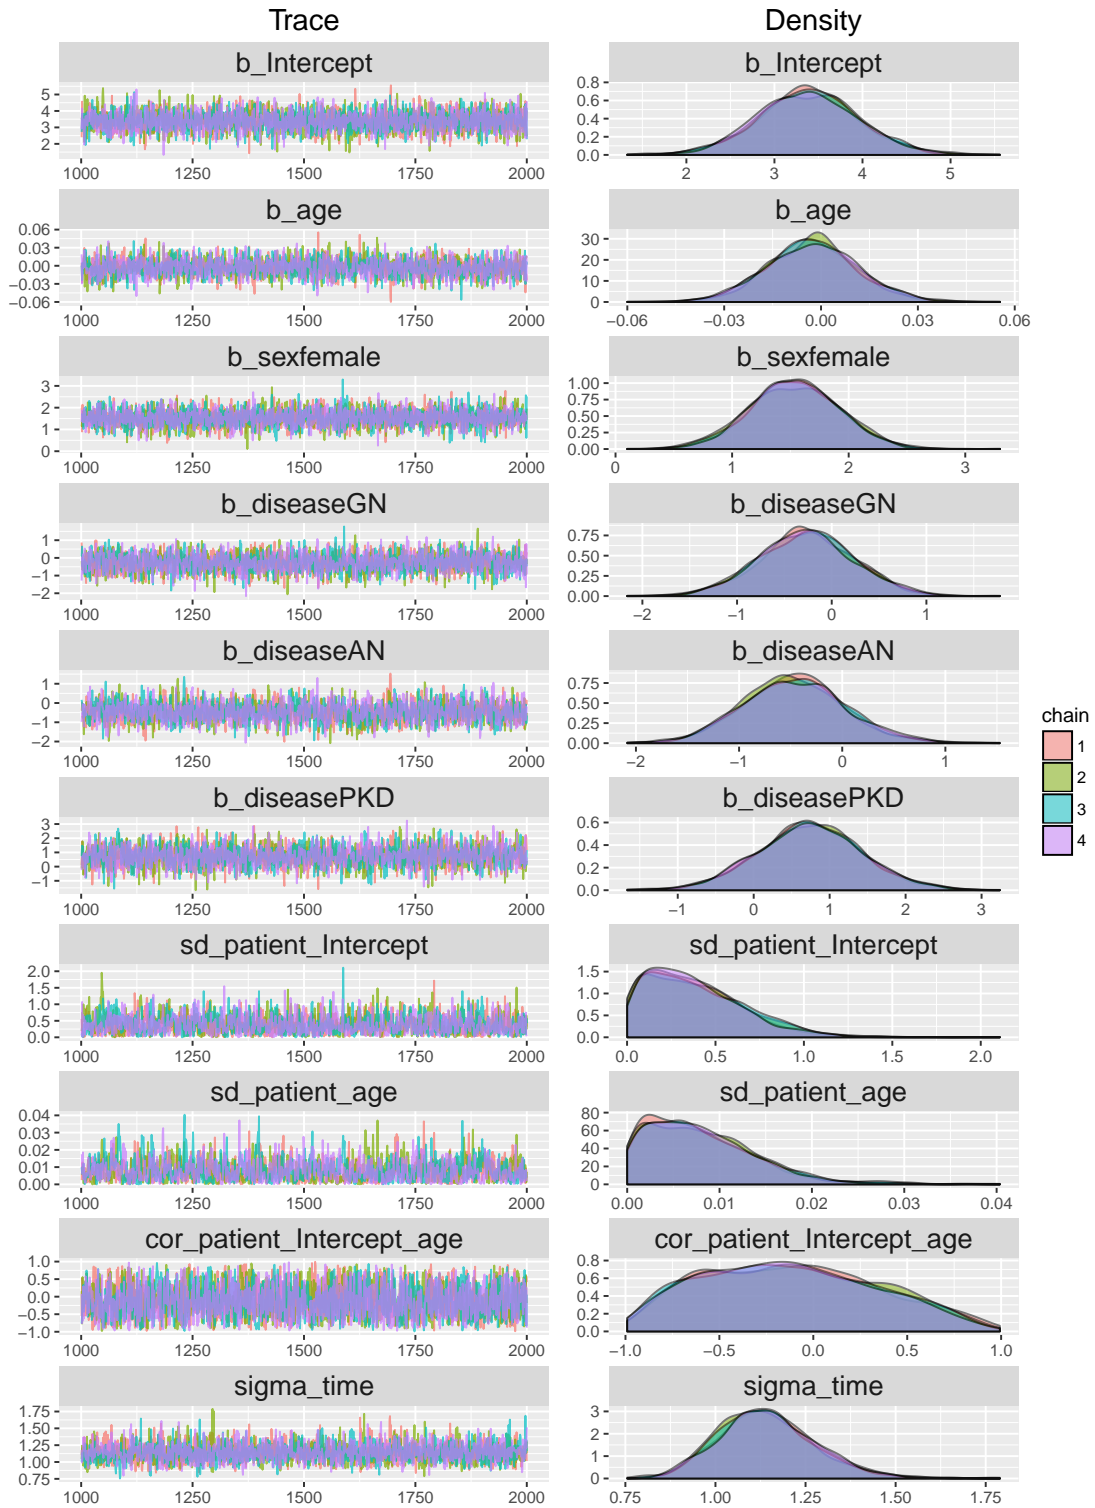 Trace Density
b_Intercept b_Intercept
5 4 3 2
1000 1250 1500 1750 2000
0.8 0.6 0.4 0.2 0.0
2 3 4 5
b_age b_age
0.06 0.03 0.00 −0.03 −0.06
1000 1250 1500 1750 2000
30 20 10 0
−0.06 −0.03 0.00 0.03 0.06
b_sexfemale b_sexfemale
3 2 1 0
1000 1250 1500 1750 2000
1.00 0.75 0.50 0.25 0.00
0 1 2 3
b_diseaseGN b_diseaseGN
1 0 −1 −2
1000 1250 1500 1750 2000
0.75 0.50 0.25 0.00
−2 −1 0 1
b_diseaseAN b_diseaseAN
1 0 −1 −2
1000 1250 1500 1750 2000
0.75 0.50 0.25 0.00
−2 −1 0 1
b_diseasePKD b_diseasePKD
3 2 1 0 −1
1000 1250 1500 1750 2000
0.6 0.4 0.2 0.0
−1 0 1 2 3
sd_patient_Intercept sd_patient_Intercept
2.0 1.5 1.0 0.5 0.0
1000 1250 1500 1750 2000
1.5 1.0 0.5 0.0
0.0 0.5 1.0 1.5 2.0
sd_patient_age sd_patient_age
0.04 0.03 0.02 0.01 0.00
1000 1250 1500 1750 2000
80 60 40 20 0
0.00 0.01 0.02 0.03 0.04
cor_patient_Intercept_age cor_patient_Intercept_age
1.0 0.5 0.0 −0.5 −1.0
1000 1250 1500 1750 2000
0.8 0.6 0.4 0.2 0.0
−1.0 −0.5 0.0 0.5 1.0
sigma_time sigma_time
1.75 1.50 1.25 1.00 0.75
1000 1250 1500 1750 2000
3 2 1 0
0.75 1.00 1.25 1.50 1.75
chain
1
2
3
4